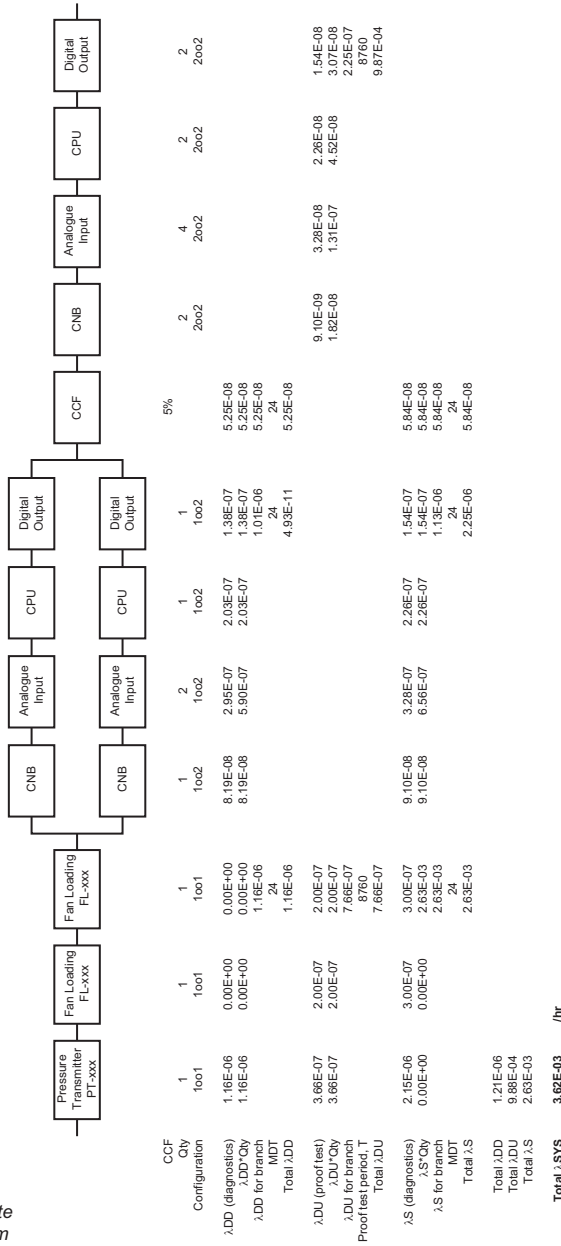 te
m
CNB
Analogue
Input
CPU
Digital
Output
Pressure
Transmitter
PT-xxx
Fan Loading
FL-xxx
Fan Loading
FL-xxx
CCF
CNB
Analogue
Input
CPU
Digital
Output
CNB
Analogue
Input
CPU
Digital
Output
CCF 5%
Qty 1 1 1 1 2 1 1 2 4 2 2
Configuration 1oo1 1oo1 1oo1 1oo2 1oo2 1oo2 1oo2 2oo2 2oo2 2oo2 2oo2
λDD (diagnostics) 1.16E-06 0.00E+00 0.00E+00 8.19E-08 2.95E-07 2.03E-07 1.38E-07 5.25E-08
λDD*Qty 1.16E-06 0.00E+00 0.00E+00 8.19E-08 5.90E-07 2.03E-07 1.38E-07 5.25E-08
λDD for branch 1.16E-06 1.01E-06 5.25E-08
MDT 24 24 24
Total λDD 1.16E-06 4.93E-11 5.25E-08
λDU (proof test) 3.66E-07 2.00E-07 2.00E-07 9.10E-09 3.28E-08 2.26E-08 1.54E-08
λDU*Qty 3.66E-07 2.00E-07 2.00E-07 1.82E-08 1.31E-07 4.52E-08 3.07E-08
λDU for branch 7.66E-07 2.25E-07
Proof test period, T 8760 8760
Total λDU 7.66E-07 9.87E-04
λS (diagnostics) 2.15E-06 3.00E-07 3.00E-07 9.10E-08 3.28E-07 2.26E-07 1.54E-07 5.84E-08
λS*Qty 0.00E+00 0.00E+00 2.63E-03 9.10E-08 6.56E-07 2.26E-07 1.54E-07 5.84E-08
λS for branch 2.63E-03 1.13E-06 5.84E-08
MDT 24 24 24
Total λS 2.63E-03 2.25E-06 5.84E-08
Total λDD 1.21E-06
Total λDU 9.88E-04
Total λS 2.63E-03
Total λSYS 3.62E-03 /hr